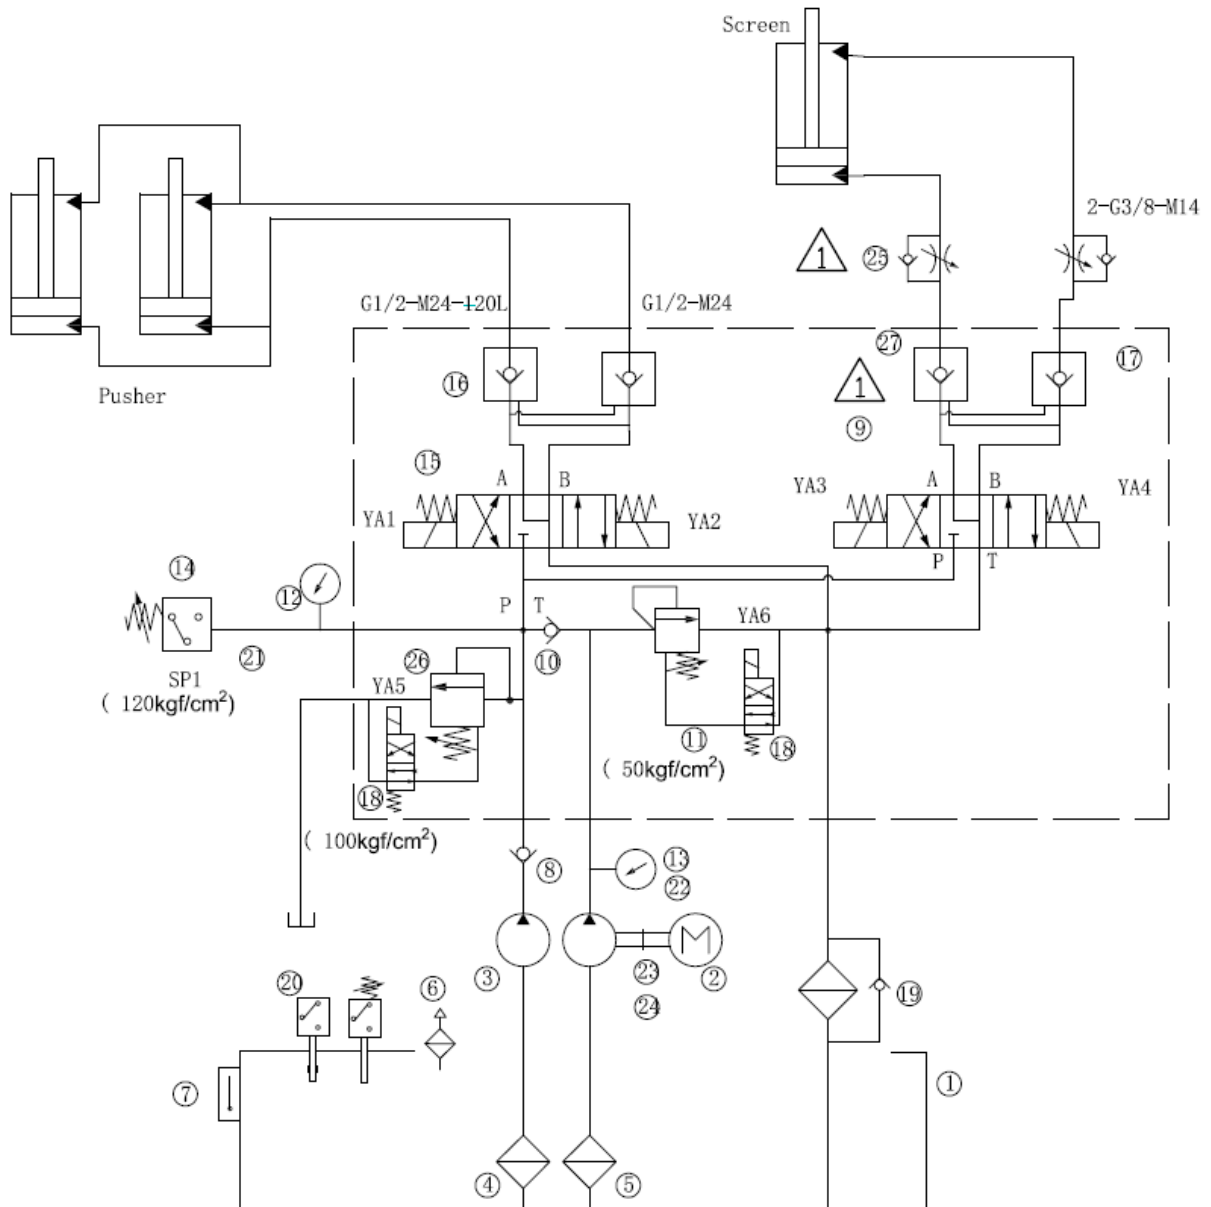 Screen
2-G3/8-M14
1
25
G1/2-M24-120L
G1/2-M24
27
17
Pusher
16
1
9
15
A B
A B
YA3
YA4
YA1
YA2
14
12
P T
P T
YA6
21
10
26
SP1
( 120kgf/cm²)
YA5
11
18
( 50kgf/cm²)
18
( 100kgf/cm²)
8
13
22
M
3
23
2
20
6
24
19
7
1
4
5